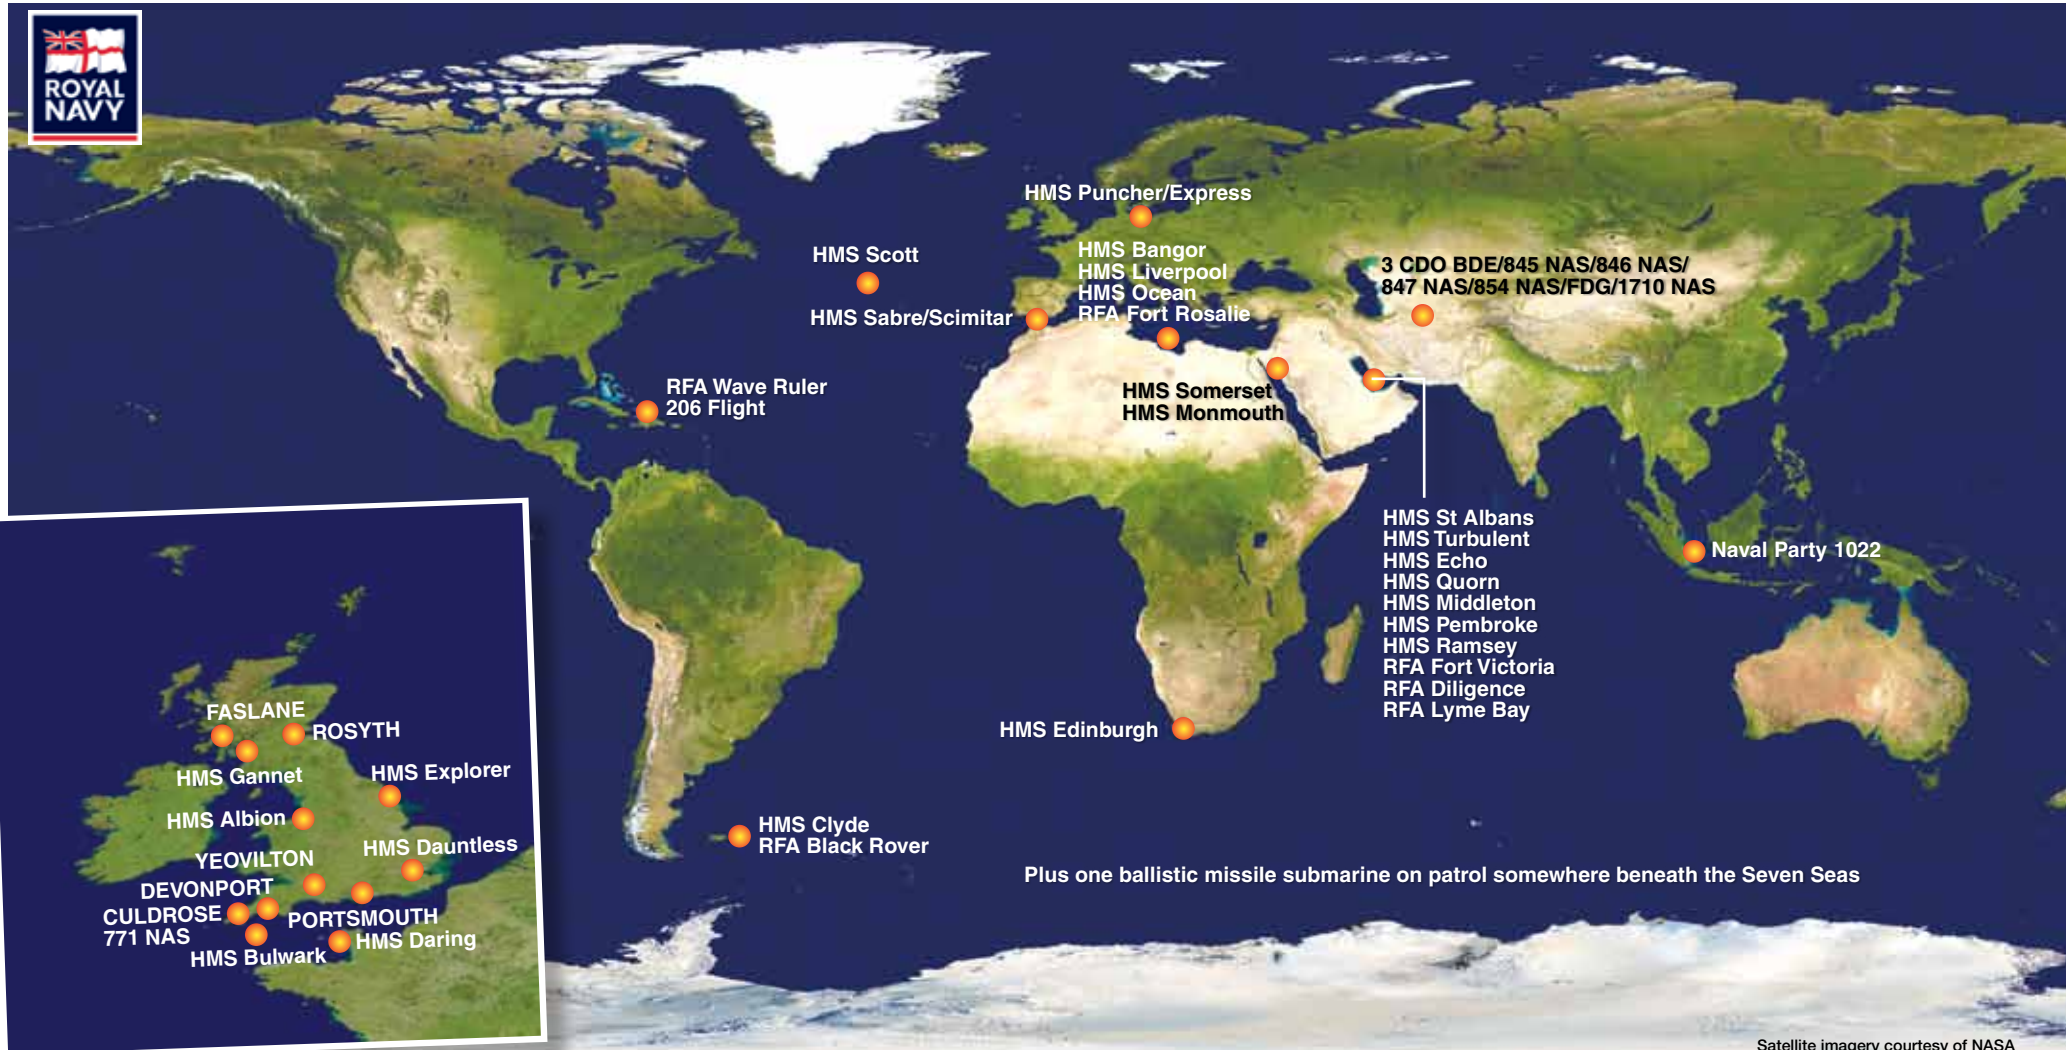 ROYAL
NAVY
HMS Puncher/Express
HMS Scott
HMS Bangor
HMS Liverpool
HMS Ocean
RFA Fort Rosalie
3 CDO BDE/845 NAS/846 NAS/
847 NAS/854 NAS/FDG/1710 NAS
HMS Sabre/Scimitar
RFA Wave Ruler
206 Flight
HMS Somerset
HMS Monmouth
HMS St Albans
HMS Turbulent
HMS Echo
HMS Quorn
HMS Middleton
HMS Pembroke
HMS Ramsey
RFA Fort Victoria
RFA Diligence
RFA Lyme Bay
Naval Party 1022
HMS Edinburgh
HMS Clyde
RFA Black Rover
Plus one ballistic missile submarine on patrol somewhere beneath the Seven Seas
FASLANE
ROSYTH
HMS Gannet
HMS Explorer
HMS Albion
HMS Dauntless
YEOVILTON
DEVONPORT
CULDROSE
771 NAS
PORTSMOUTH
HMS Daring
HMS Bulwark
Satellite imagery courtesy of NASA